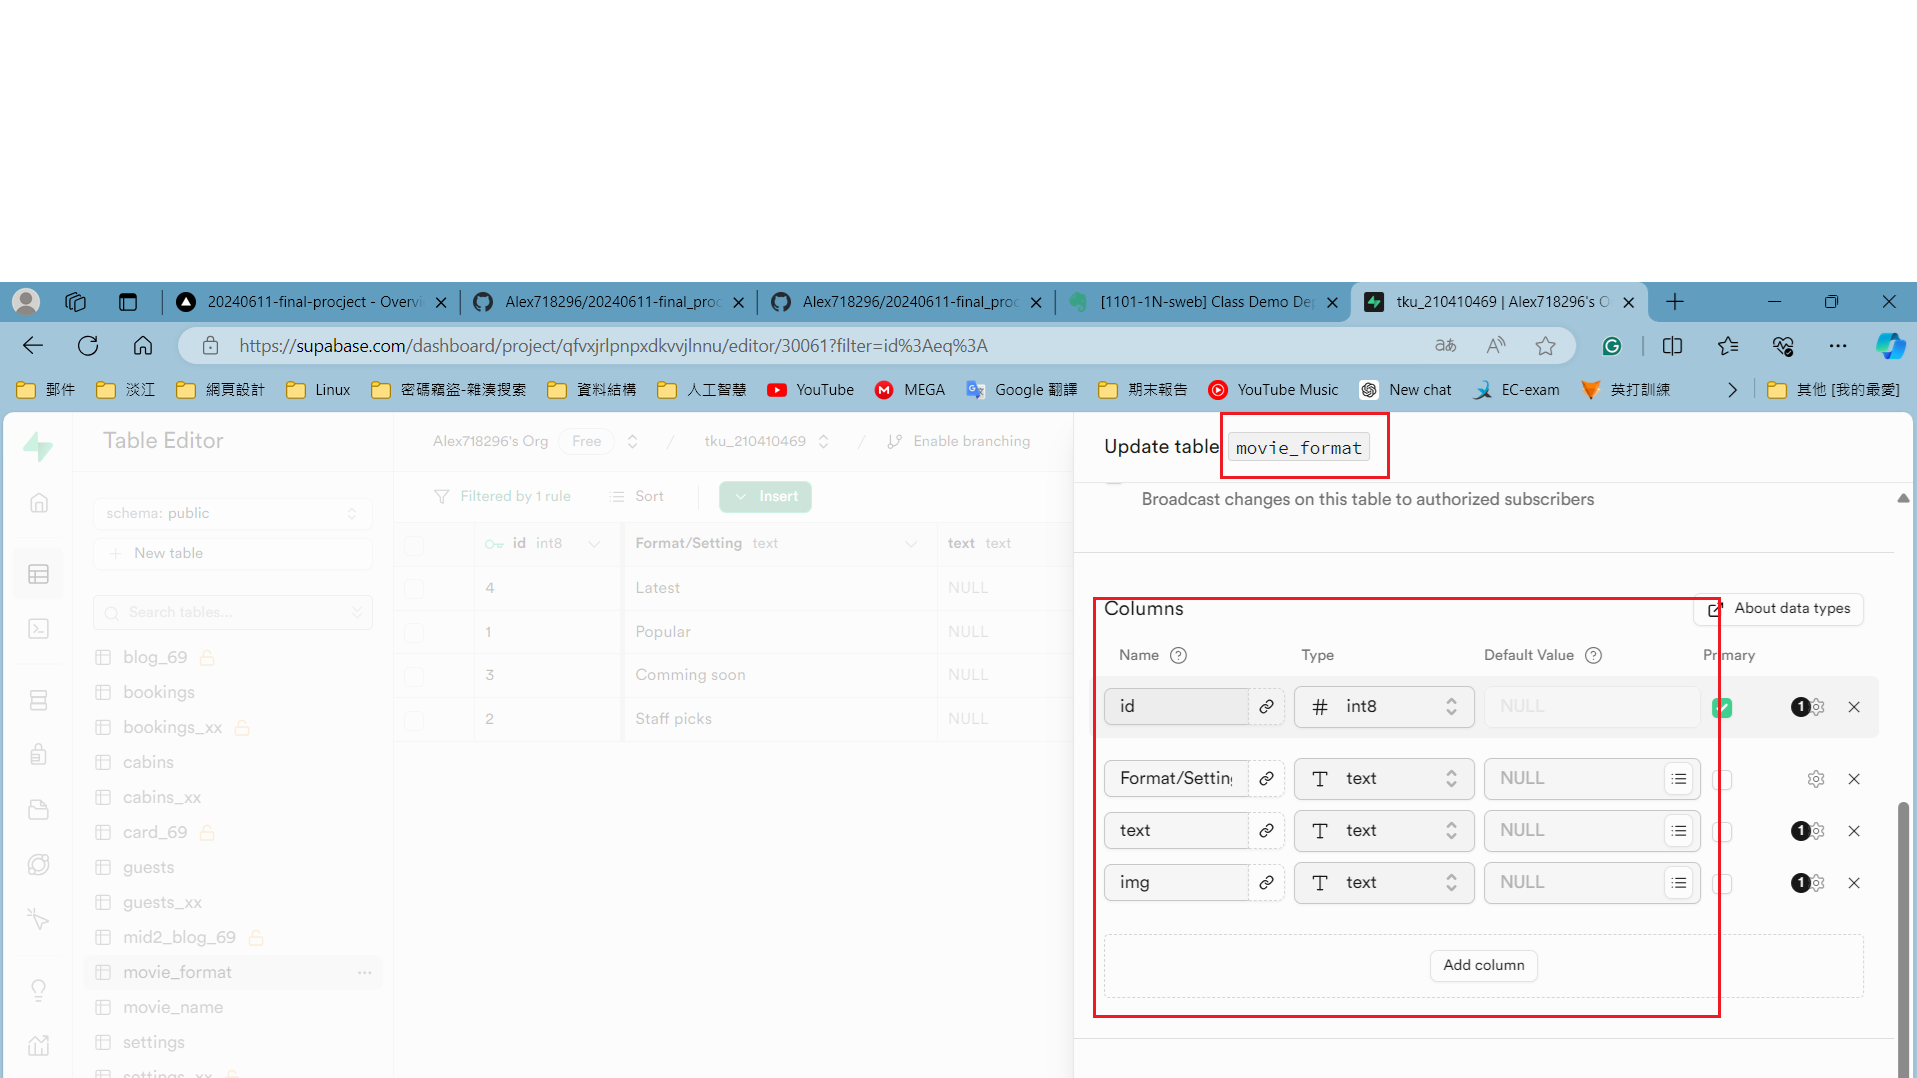 20240611-final-procject - Overvi
Alex718296/20240611-final_proc
Alex718296/20240611-final_proc
[1101-1N-sweb] Class Demo Dep
tku_210410469 | Alex718296's O
https://supabase.com/dashboard/project/qfvxjrlpnpxdkvvjlnnu/editor/30061?filter=id%3Aeq%3A
郵件
淡江
網頁設計
Linux
密碼竊盜-雜湊搜索
資料結構
人工智慧
YouTube
MEGA
Google 翻譯
期末報告
YouTube Music
New chat
EC-exam
英打訓練
其他 [我的最愛]
Table Editor
schema: public
New table
Search tables...
blog_69
bookings
bookings_xx
cabins
cabins_xx
card_69
guests
guests_xx
mid2_blog_69
movie_format
movie_name
settings
settings_xx
Alex718296's Org Free / tku_210410469 / Enable branching
Filtered by 1 rule Sort Insert
id int8 Format/Setting text text text
4 Latest NULL
1 Popular NULL
3 Comming soon NULL
2 Staff picks NULL
Update table movie_format
Broadcast changes on this table to authorized subscribers
Columns
About data types
Name Type Default Value Primary
id # int8 NULL 1
Format/Settin text NULL
text text NULL 1
img text NULL 1
Add column